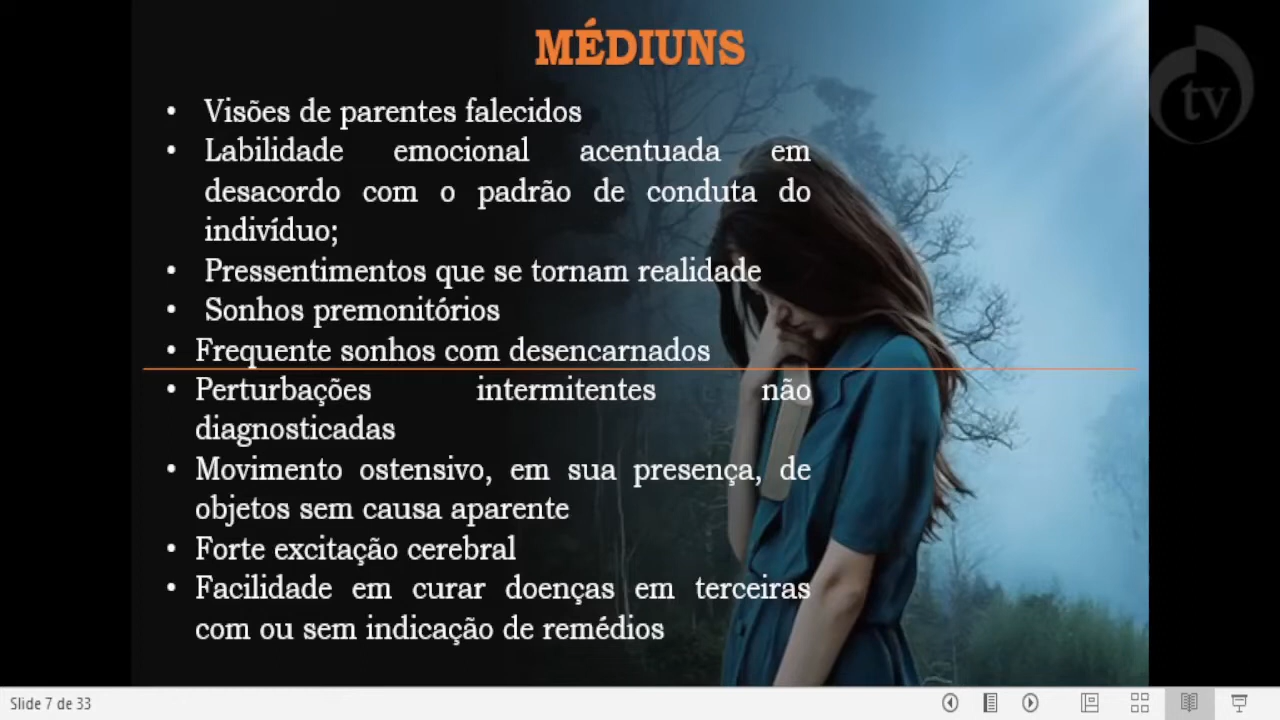 MÉDIUNS
tv
• Visões de parentes falecidos
• Labilidade emocional acentuada em
desacordo com o padrão de conduta do
indivíduo;
• Pressentimentos que se tornam realidade
• Sonhos premonitórios
• Frequente sonhos com desencarnados
• Perturbações intermitentes não
diagnosticadas
• Movimento ostensivo, em sua presença, de
objetos sem causa aparente
• Forte excitação cerebral
• Facilidade em curar doenças em terceiras
com ou sem indicação de remédios
Slide 7 de 33